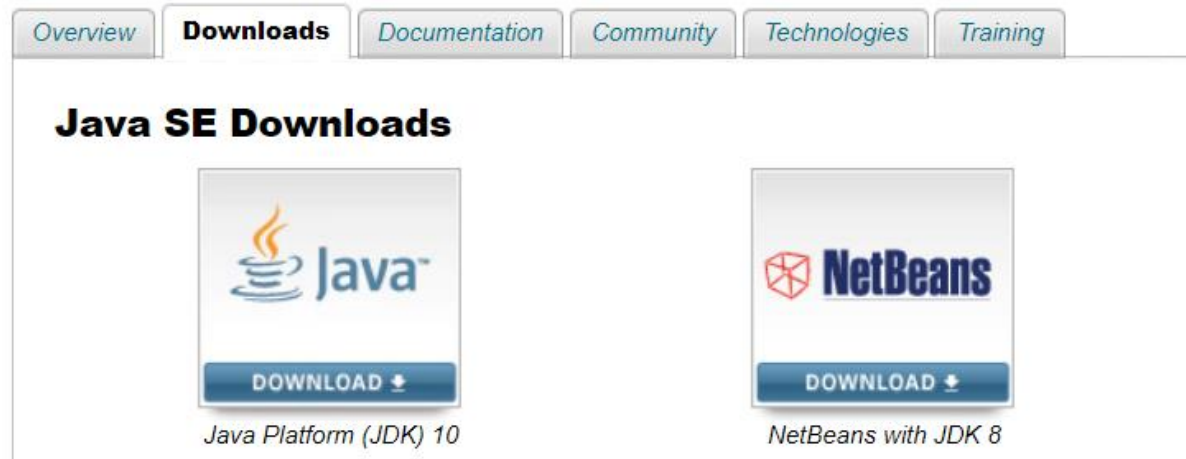 Overview Downloads Documentation Community Technologies Training
Java SE Downloads
Java™ NetBeans
DOWNLOAD DOWNLOAD
Java Platform (JDK) 10 NetBeans with JDK 8